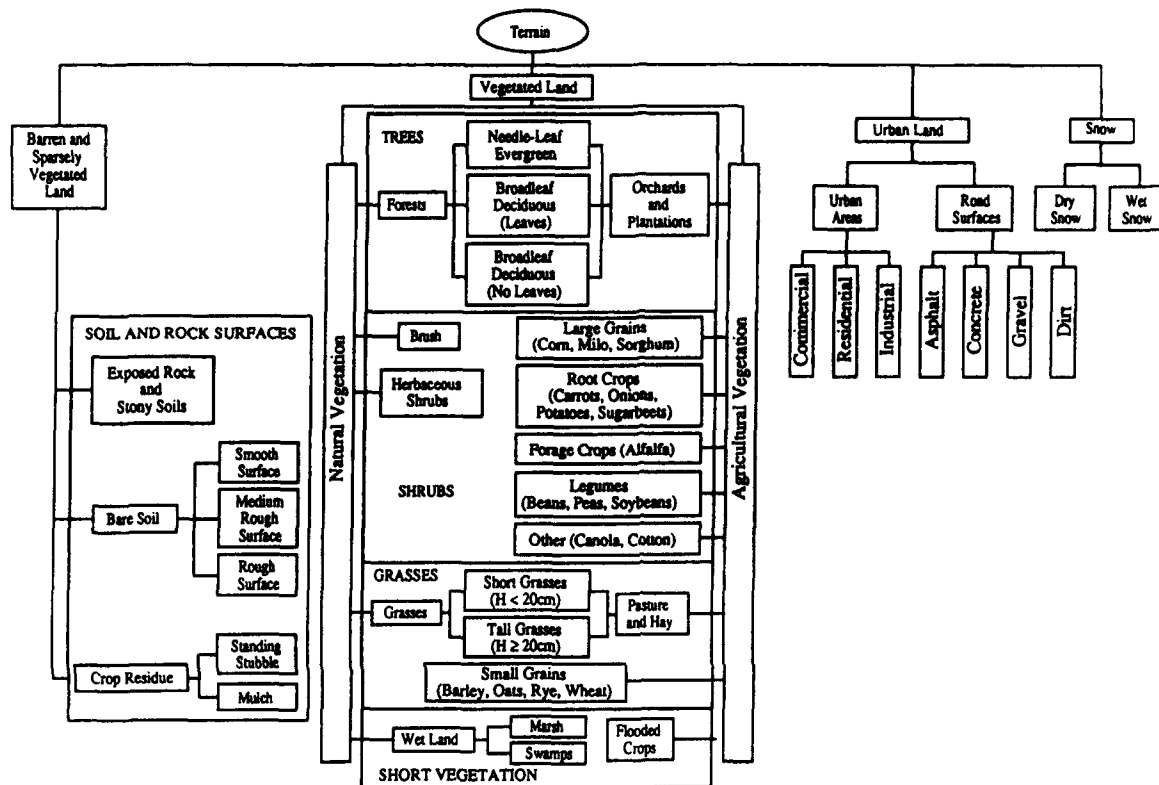 Terrain
Vegetated Land
Barren and
Sparsely
Vegetated
Land
Urban Land
Snow
Urban
Areas
Road
Surfaces
Dry
Snow
Wet
Snow
Commercial
Residential
Industrial
Asphalt
Concrete
Gravel
Dirt
SOIL AND ROCK SURFACES
Exposed Rock
and
Stony Soils
Bare Soil
Smooth
Surface
Medium
Rough
Surface
Rough
Surface
Crop Residue
Standing
Stubble
Mulch
Natural Vegetation
TREES
Forests
Needle-Leaf
Evergreen
Broadleaf
Deciduous
(Leaves)
Broadleaf
Deciduous
(No Leaves)
Orchards
and
Plantations
Brush
Herbaceous
Shrubs
SHRUBS
Large Grains
(Corn, Milo, Sorghum)
Root Crops
(Carrots, Onions,
Potatoes, Sugarbeets)
Forage Crops (Alfalfa)
Legumes
(Beans, Peas, Soybeans)
Other (Canola, Cotton)
GRASSES
Grasses
Short Grasses
(H < 20cm)
Tall Grasses
(H ≥ 20cm)
Pasture
and Hay
Small Grains
(Barley, Oats, Rye, Wheat)
Wet Land
Marsh
Swamps
Flooded
Crops
SHORT VEGETATION
Agricultural Vegetation